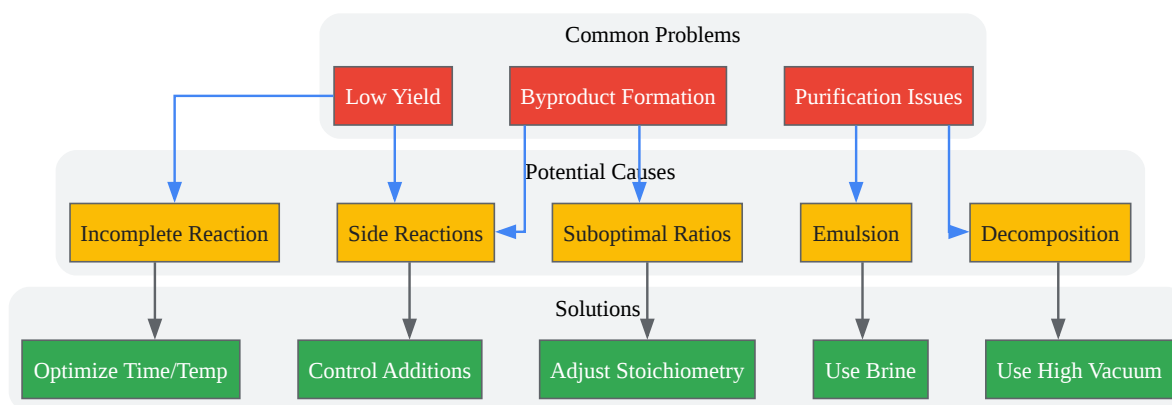 Common Problems
Low Yield
Byproduct Formation
Purification Issues
Potential Causes
Incomplete Reaction
Side Reactions
Suboptimal Ratios
Emulsion
Decomposition
Solutions
Optimize Time/Temp
Control Additions
Adjust Stoichiometry
Use Brine
Use High Vacuum